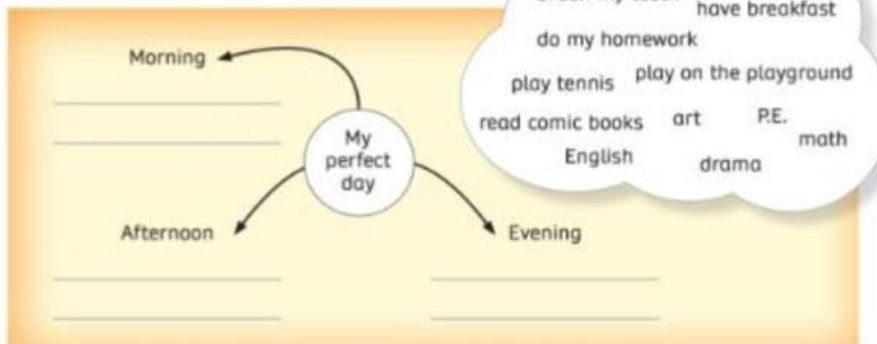 have breakfast
do my homework
play tennis play on the playground
read comic books art P.E.
math
English drama
Morning
My
perfect
day
Afternoon
Evening